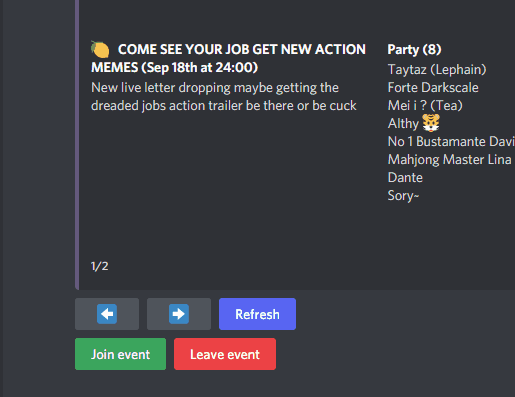 COME SEE YOUR JOB GET NEW ACTION
MEMES (Sep 18th at 24:00)
New live letter dropping maybe getting the
dreaded jobs action trailer be there or be cuck
Party (8)
Taytaz (Lephain)
Forte Darkscale
Mei i ? (Tea)
Althy 🐯
No 1 Bustamante Davi
Mahjong Master Lina
Dante
Sory~
1/2
Refresh
Join event
Leave event